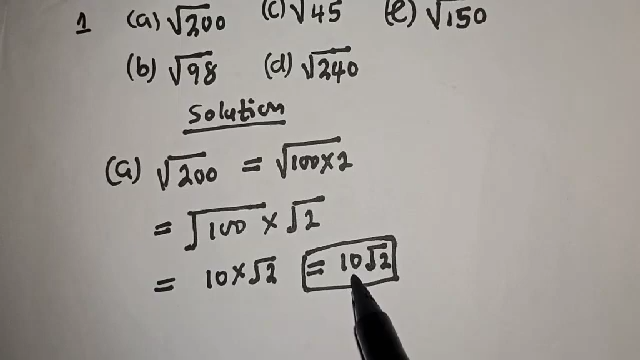 1 (a) √200 (c) √45 (e) √150
(b) √98 (d) √240
Solution
(a) √200 = √100×2
= √100 × √2
= 10×√2 = 10√2